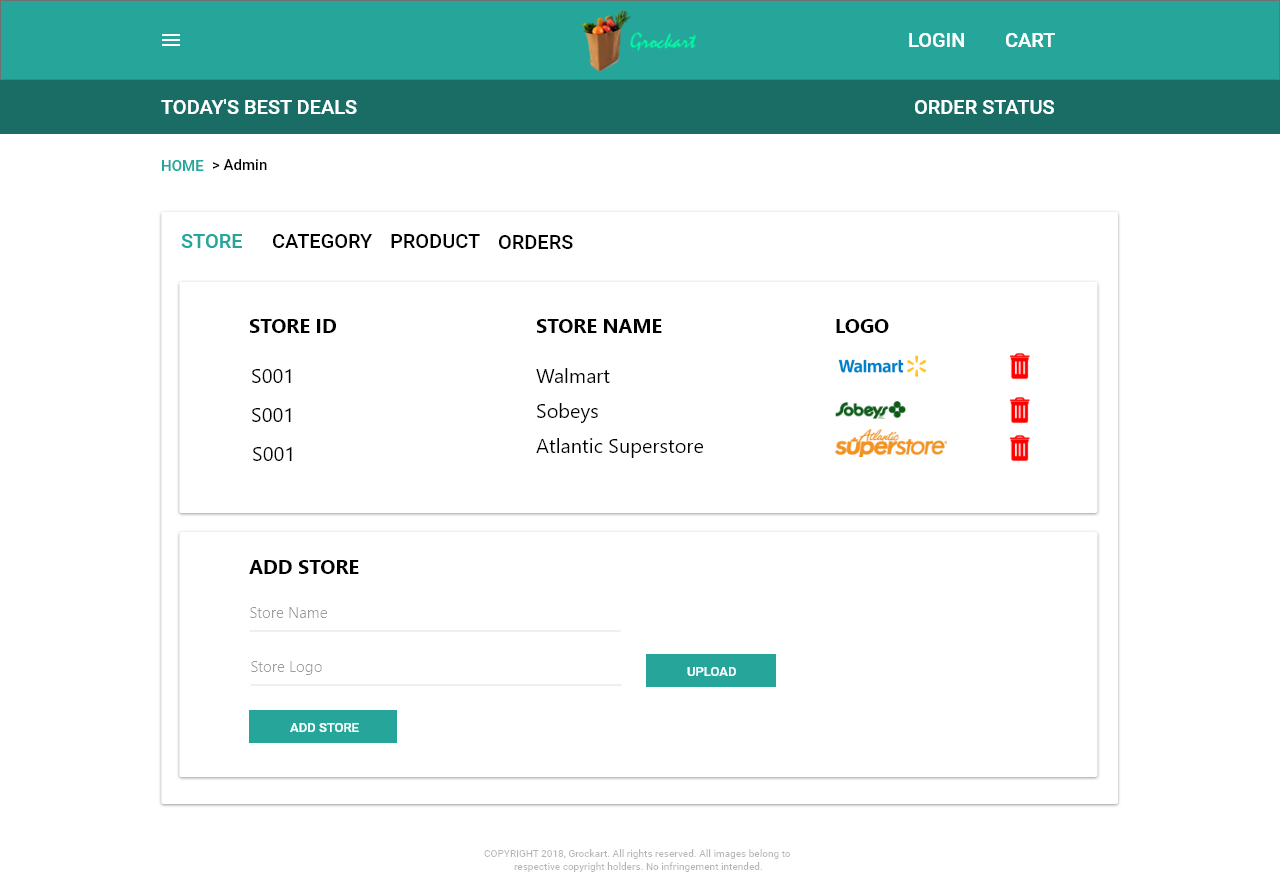 Grockart
LOGIN CART
TODAY'S BEST DEALS ORDER STATUS
HOME > Admin
STORE CATEGORY PRODUCT ORDERS
STORE ID STORE NAME LOGO
S001 Walmart Walmart
S001 Sobeys Sobeys
S001 Atlantic Superstore Atlantic superstore
ADD STORE
Store Name
Store Logo UPLOAD
ADD STORE
COPYRIGHT 2018, Grockart. All rights reserved. All images belong to
respective copyright holders. No infringement intended.